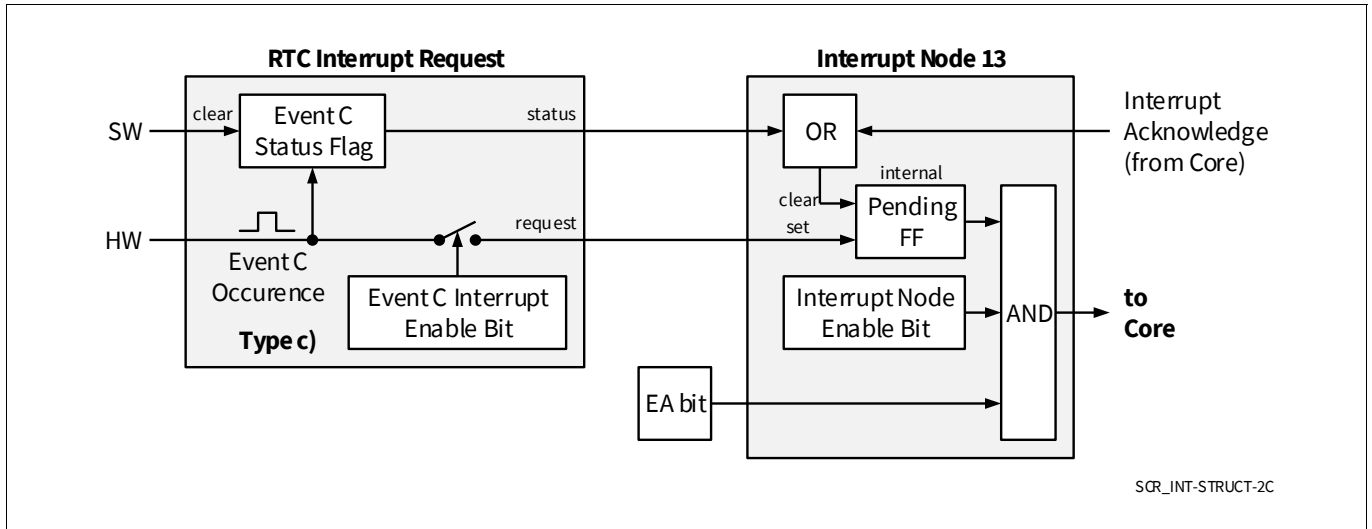 RTC Interrupt Request
Interrupt Node 13
SW
clear
Event C
Status Flag
status
OR
Interrupt
Acknowledge
(from Core)
internal
clear
Pending
FF
set
HW
request
Event C
Occurence
Event C Interrupt
Enable Bit
Interrupt Node
Enable Bit
AND
to
Core
Type c)
EA bit
SCR_INT-STRUCT-2C